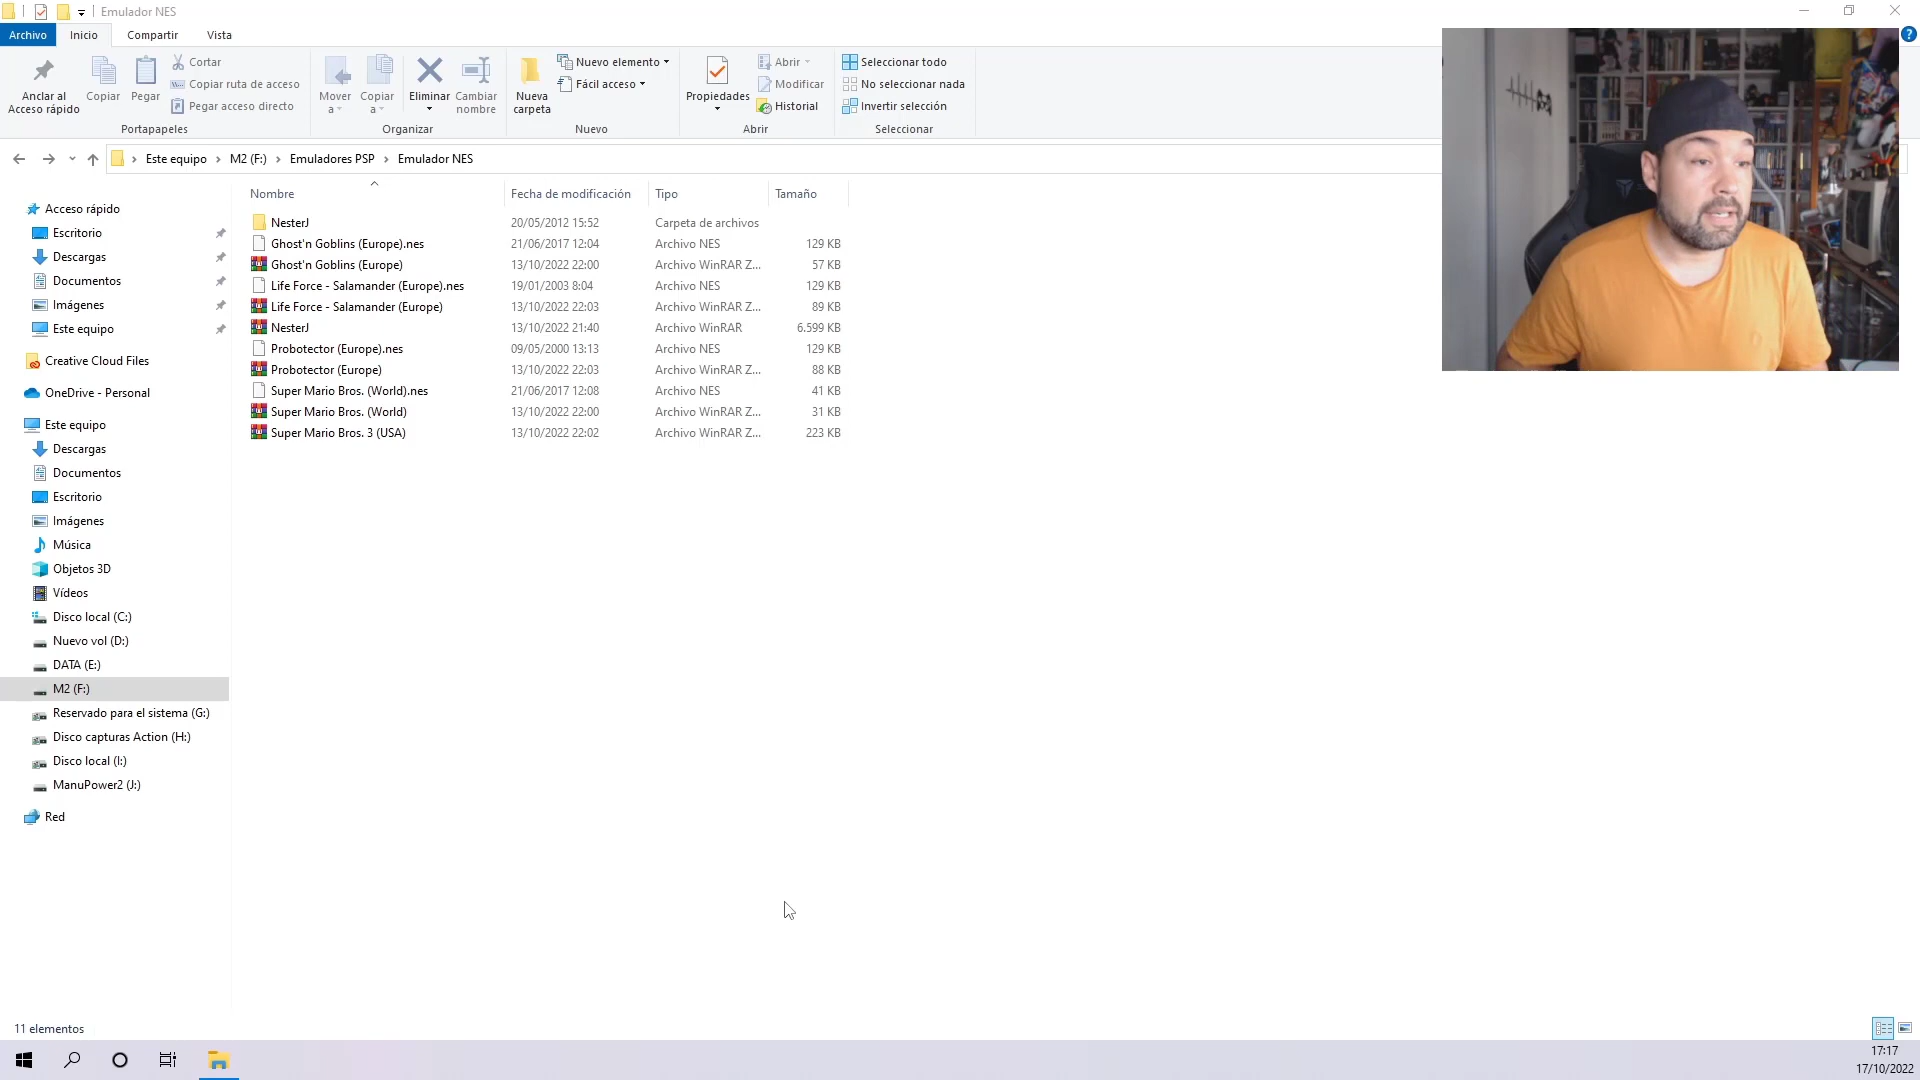 Emulador NES
Archivo Inicio Compartir Vista
Anclar al
Acceso rápido
Copiar
Pegar
Cortar
Copiar ruta de acceso
Pegar acceso directo
Portapapeles
Mover
a
Copiar
a
Eliminar
Cambiar
nombre
Organizar
Nueva
carpeta
Nuevo elemento
Fácil acceso
Nuevo
Propiedades
Abrir
Modificar
Historial
Abrir
Seleccionar todo
No seleccionar nada
Invertir selección
Seleccionar
?
Este equipo › M2 (F:) › Emuladores PSP › Emulador NES
Acceso rápido
Escritorio
Descargas
Documentos
Imágenes
Este equipo
Creative Cloud Files
OneDrive - Personal
Este equipo
Descargas
Documentos
Escritorio
Imágenes
Música
Objetos 3D
Vídeos
Disco local (C:)
Nuevo vol (D:)
DATA (E:)
M2 (F:)
Reservado para el sistema (G:)
Disco capturas Action (H:)
Disco local (I:)
ManuPower2 (J:)
Red
Nombre Fecha de modificación Tipo Tamaño
NesterJ 20/05/2012 15:52 Carpeta de archivos
Ghost'n Goblins (Europe).nes 21/06/2017 12:04 Archivo NES 129 KB
Ghost'n Goblins (Europe) 13/10/2022 22:00 Archivo WinRAR Z... 57 KB
Life Force - Salamander (Europe).nes 19/01/2003 8:04 Archivo NES 129 KB
Life Force - Salamander (Europe) 13/10/2022 22:03 Archivo WinRAR Z... 89 KB
NesterJ 13/10/2022 21:40 Archivo WinRAR 6.599 KB
Probotector (Europe).nes 09/05/2000 13:13 Archivo NES 129 KB
Probotector (Europe) 13/10/2022 22:03 Archivo WinRAR Z... 88 KB
Super Mario Bros. (World).nes 21/06/2017 12:08 Archivo NES 41 KB
Super Mario Bros. (World) 13/10/2022 22:00 Archivo WinRAR Z... 31 KB
Super Mario Bros. 3 (USA) 13/10/2022 22:02 Archivo WinRAR Z... 223 KB
11 elementos
17:17
17/10/2022